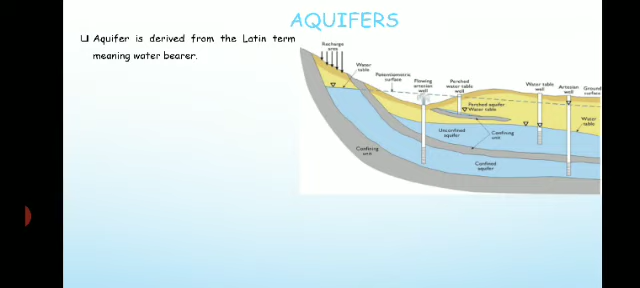 AQUIFERS
❑ Aquifer is derived from the Latin term
meaning water bearer.
Recharge
area
Water
table
Potentiometric
surface
Flowing
artesian
well
Perched
water table
well
Water table
well
Artesian
well
Ground
surface
Perched aquifer
Water table
Water
table
Unconfined
aquifer
Confining
unit
Confining
unit
Confined
aquifer